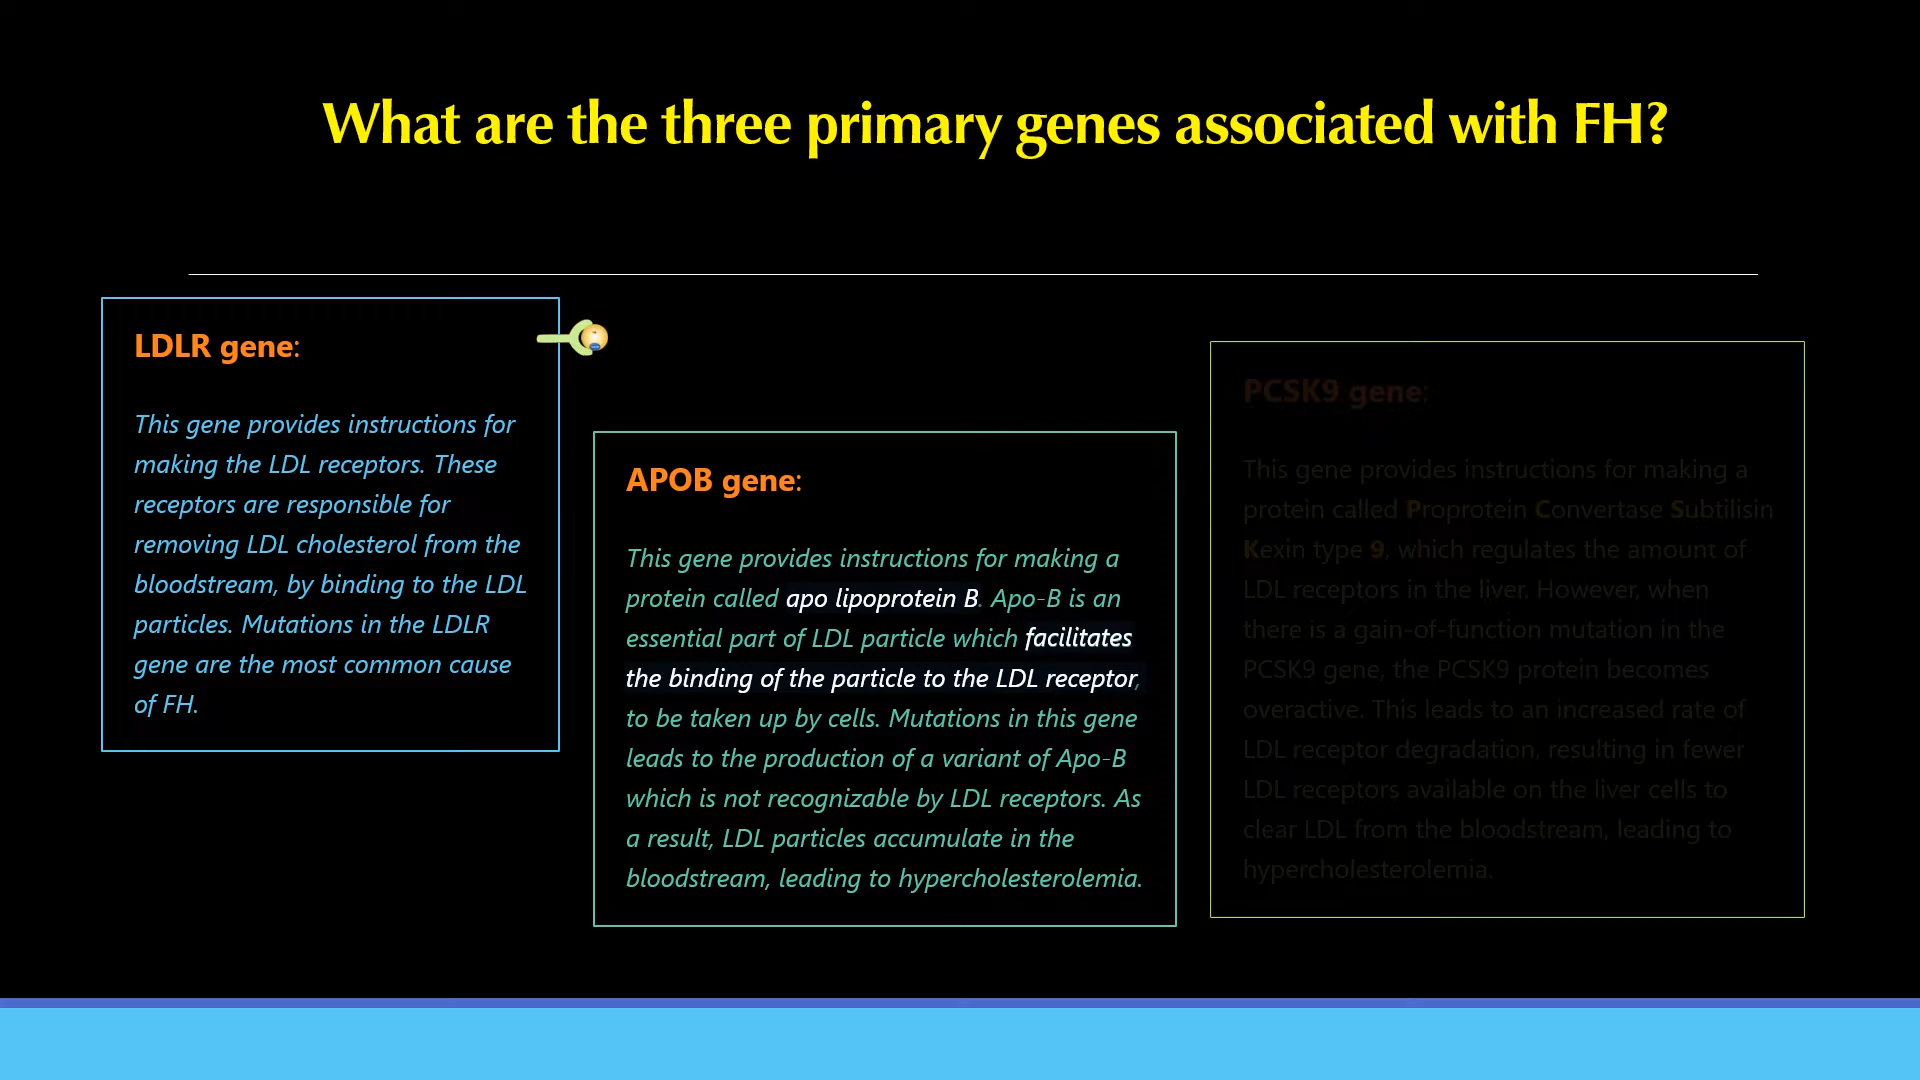 What are the three primary genes associated with FH?
LDLR gene:
This gene provides instructions for
making the LDL receptors. These
receptors are responsible for
removing LDL cholesterol from the
bloodstream, by binding to the LDL
particles. Mutations in the LDLR
gene are the most common cause
of FH.
APOB gene:
This gene provides instructions for making a
protein called apo lipoprotein B. Apo-B is an
essential part of LDL particle which facilitates
the binding of the particle to the LDL receptor,
to be taken up by cells. Mutations in this gene
leads to the production of a variant of Apo-B
which is not recognizable by LDL receptors. As
a result, LDL particles accumulate in the
bloodstream, leading to hypercholesterolemia.
PCSK9 gene:
This gene provides instructions for making a
protein called Proprotein Convertase Subtilisin
Kexin type 9, which regulates the amount of
LDL receptors in the liver. However, when
there is a gain-of-function mutation in the
PCSK9 gene, the PCSK9 protein becomes
overactive. This leads to an increased rate of
LDL receptor degradation, resulting in fewer
LDL receptors available on the liver cells to
clear LDL from the bloodstream, leading to
hypercholesterolemia.